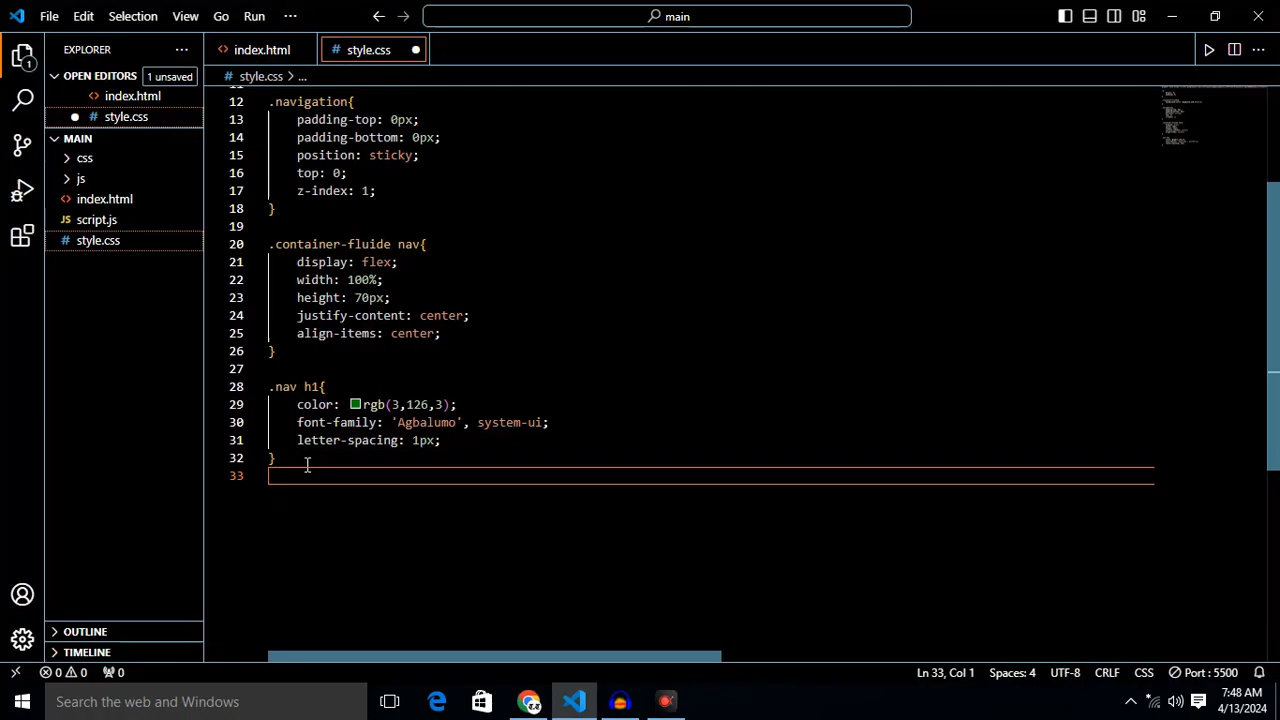 File Edit Selection View Go Run ··· main
EXPLORER ···
OPEN EDITORS 1 unsaved
index.html
style.css
MAIN
css
js
index.html
JS script.js
# style.css
OUTLINE
TIMELINE
1
index.html # style.css
# style.css > ...
11
12 .navigation{
13 padding-top: 0px;
14 padding-bottom: 0px;
15 position: sticky;
16 top: 0;
17 z-index: 1;
18 }
19
20 .container-fluide nav{
21 display: flex;
22 width: 100%;
23 height: 70px;
24 justify-content: center;
25 align-items: center;
26 }
27
28 .nav h1{
29 color: rgb(3,126,3);
30 font-family: 'Agbalumo', system-ui;
31 letter-spacing: 1px;
32 }
33
0 0 0 Ln 33, Col 1 Spaces: 4 UTF-8 CRLF CSS Port : 5500
Search the web and Windows 7:48 AM
4/13/2024